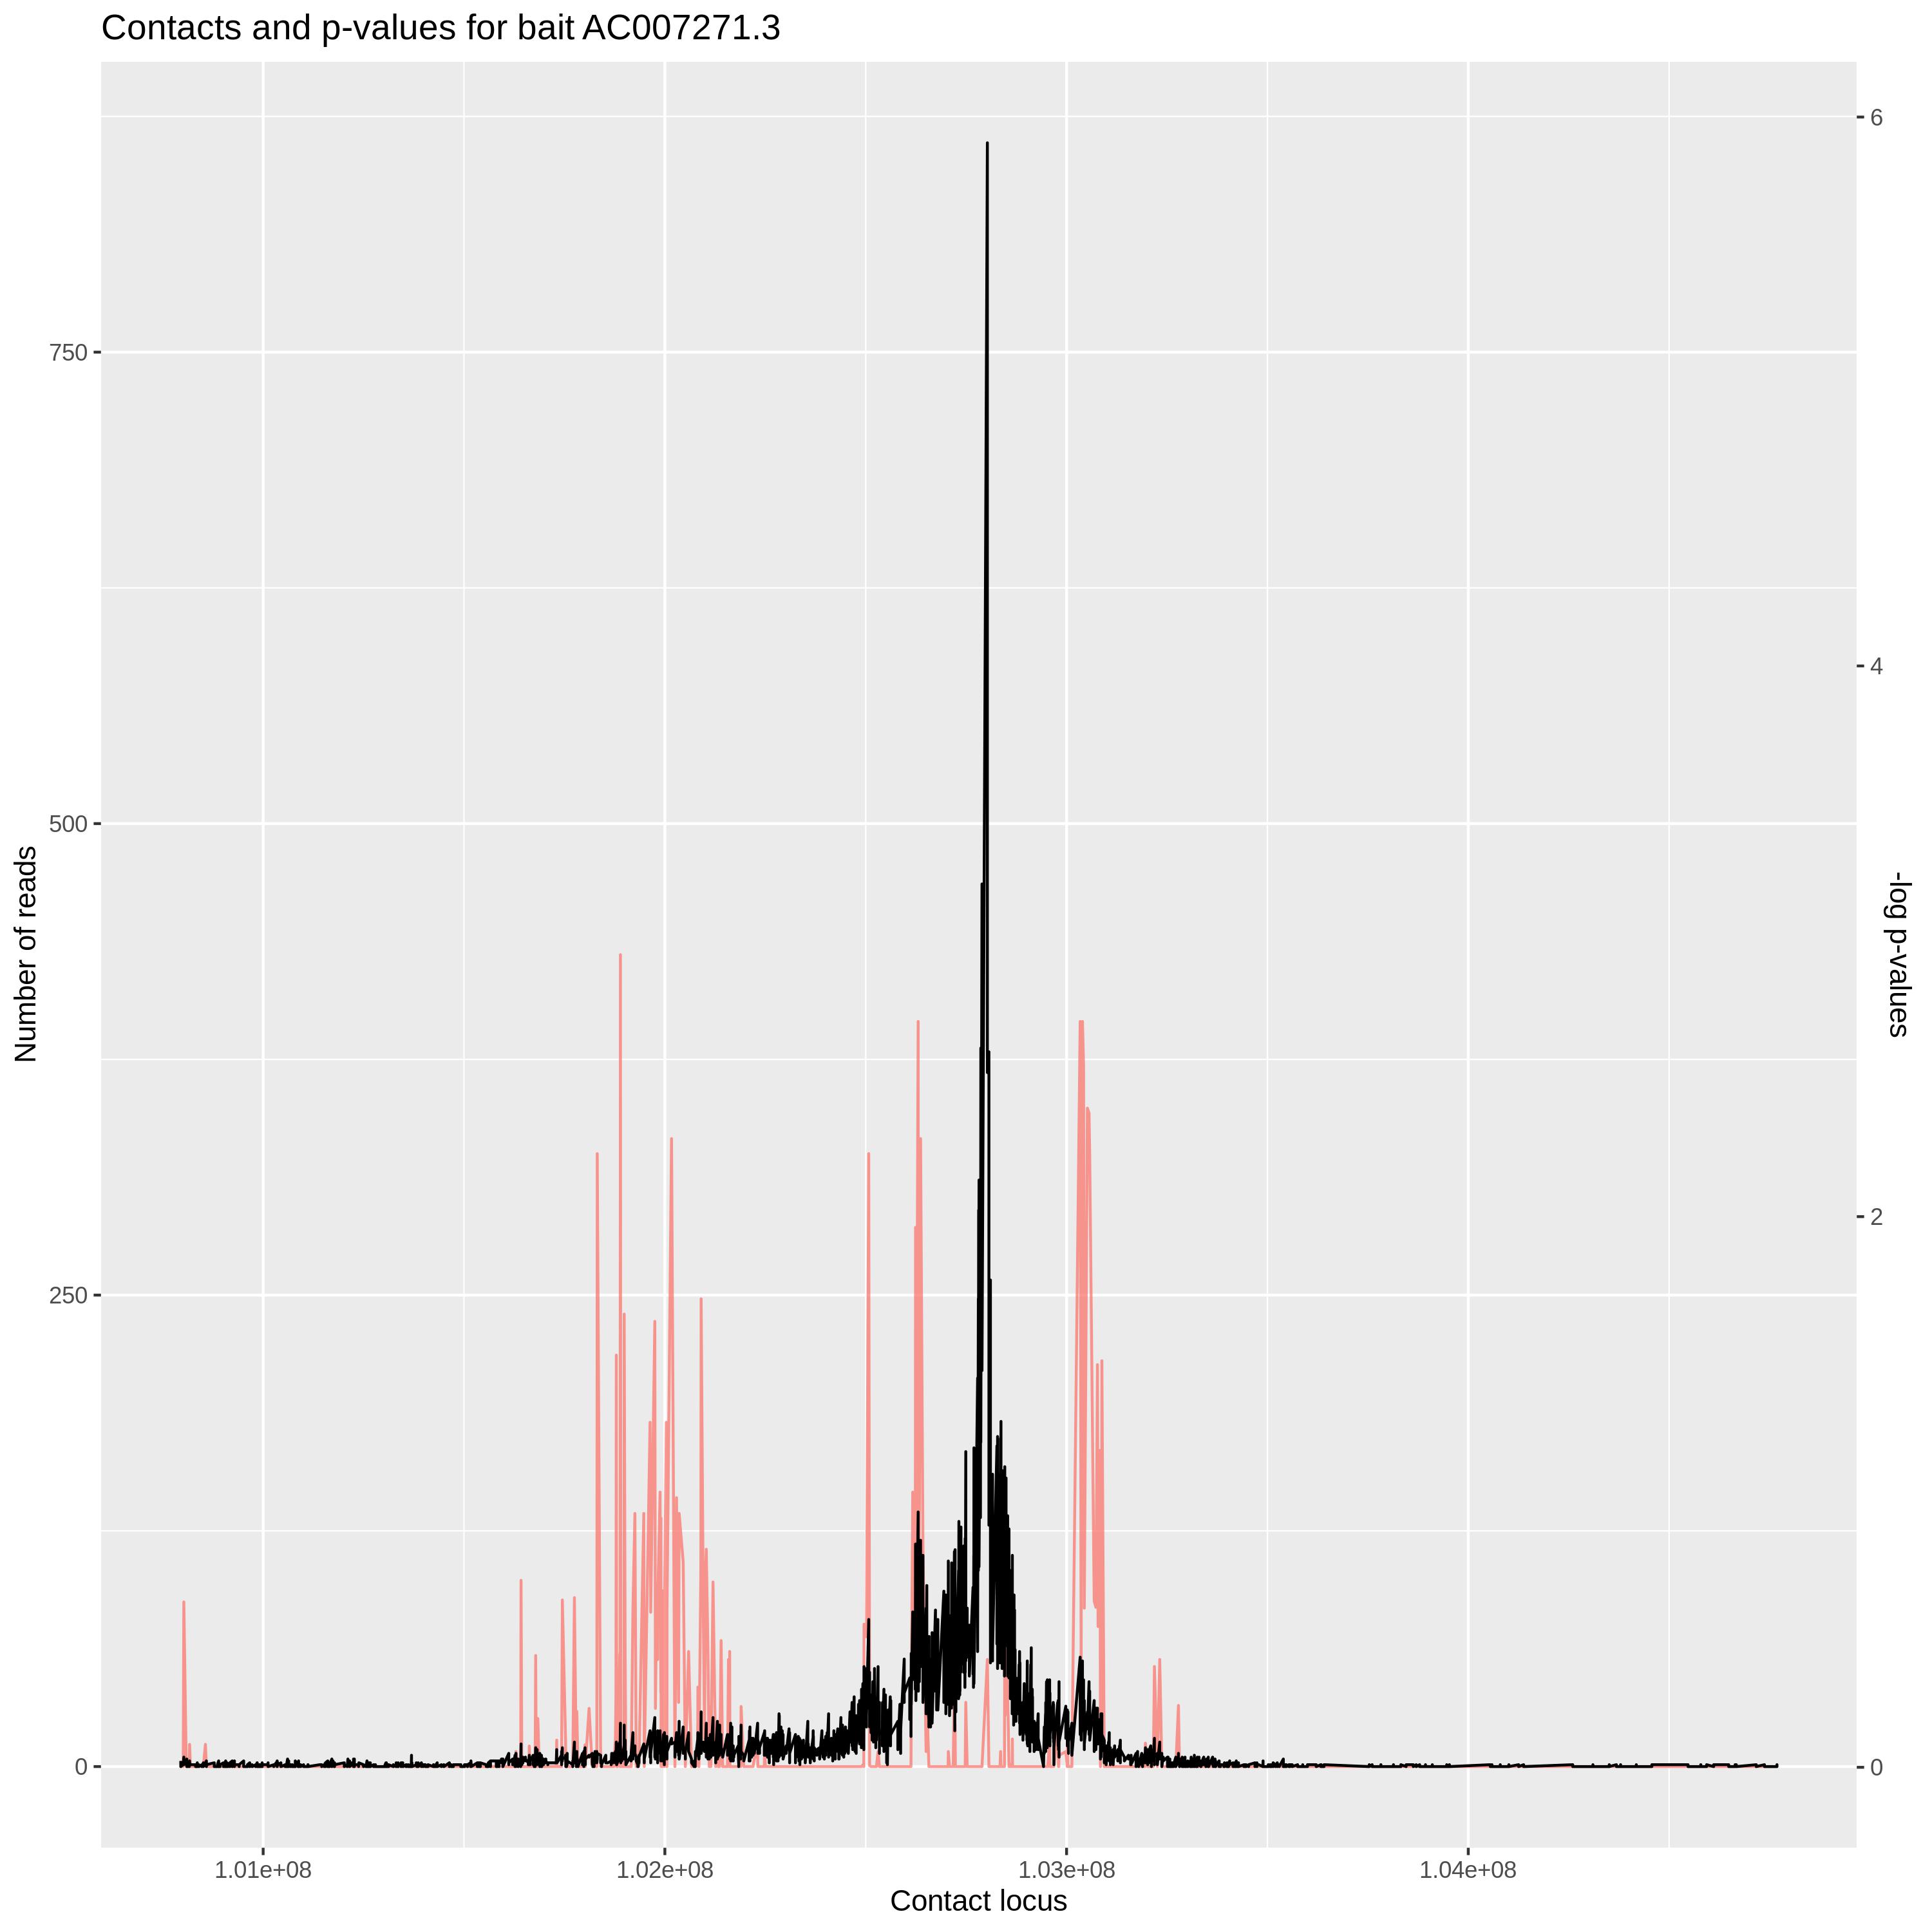 Contacts and p-values for bait AC007271.3
6
750
4
500
Number of reads
-log p-values
2
250
0
0
1.01e+08
1.02e+08
1.03e+08
1.04e+08
Contact locus